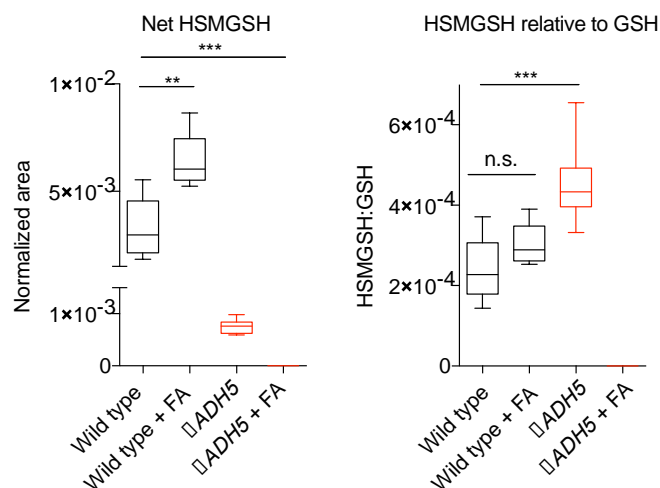 Net HSMGSH
***
**
1×10⁻²
5×10⁻³
1×10⁻³
0
Normalized area
Wild type
Wild type + FA
▯ADH5
▯ADH5 + FA
HSMGSH relative to GSH
***
n.s.
6×10⁻⁴
4×10⁻⁴
2×10⁻⁴
0
HSMGSH:GSH
Wild type
Wild type + FA
▯ADH5
▯ADH5 + FA